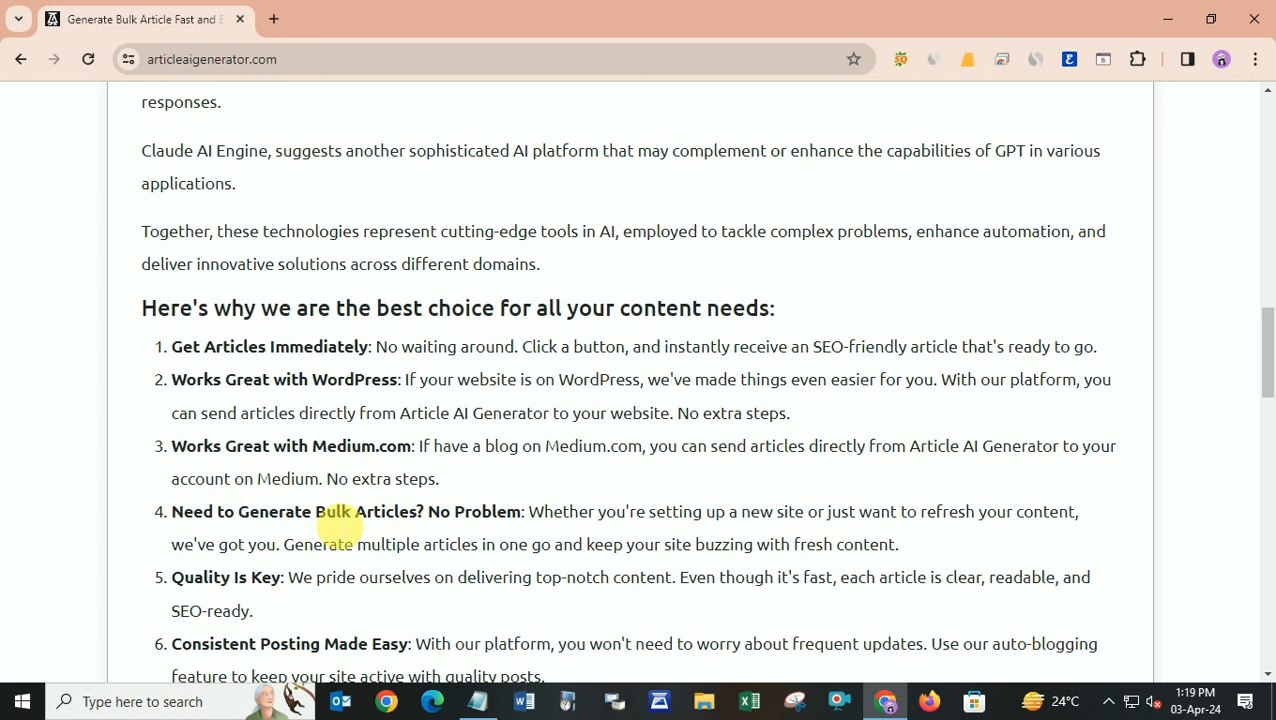 Generate Bulk Article Fast and E
articleaigenerator.com
responses.
Claude AI Engine, suggests another sophisticated AI platform that may complement or enhance the capabilities of GPT in various
applications.
Together, these technologies represent cutting-edge tools in AI, employed to tackle complex problems, enhance automation, and
deliver innovative solutions across different domains.
Here's why we are the best choice for all your content needs:
1. Get Articles Immediately: No waiting around. Click a button, and instantly receive an SEO-friendly article that's ready to go.
2. Works Great with WordPress: If your website is on WordPress, we've made things even easier for you. With our platform, you
can send articles directly from Article AI Generator to your website. No extra steps.
3. Works Great with Medium.com: If have a blog on Medium.com, you can send articles directly from Article AI Generator to your
account on Medium. No extra steps.
4. Need to Generate Bulk Articles? No Problem: Whether you're setting up a new site or just want to refresh your content,
we've got you. Generate multiple articles in one go and keep your site buzzing with fresh content.
5. Quality Is Key: We pride ourselves on delivering top-notch content. Even though it's fast, each article is clear, readable, and
SEO-ready.
6. Consistent Posting Made Easy: With our platform, you won't need to worry about frequent updates. Use our auto-blogging
feature to keep your site active with quality posts.
Type here to search
24°C
1:19 PM
03-Apr-24